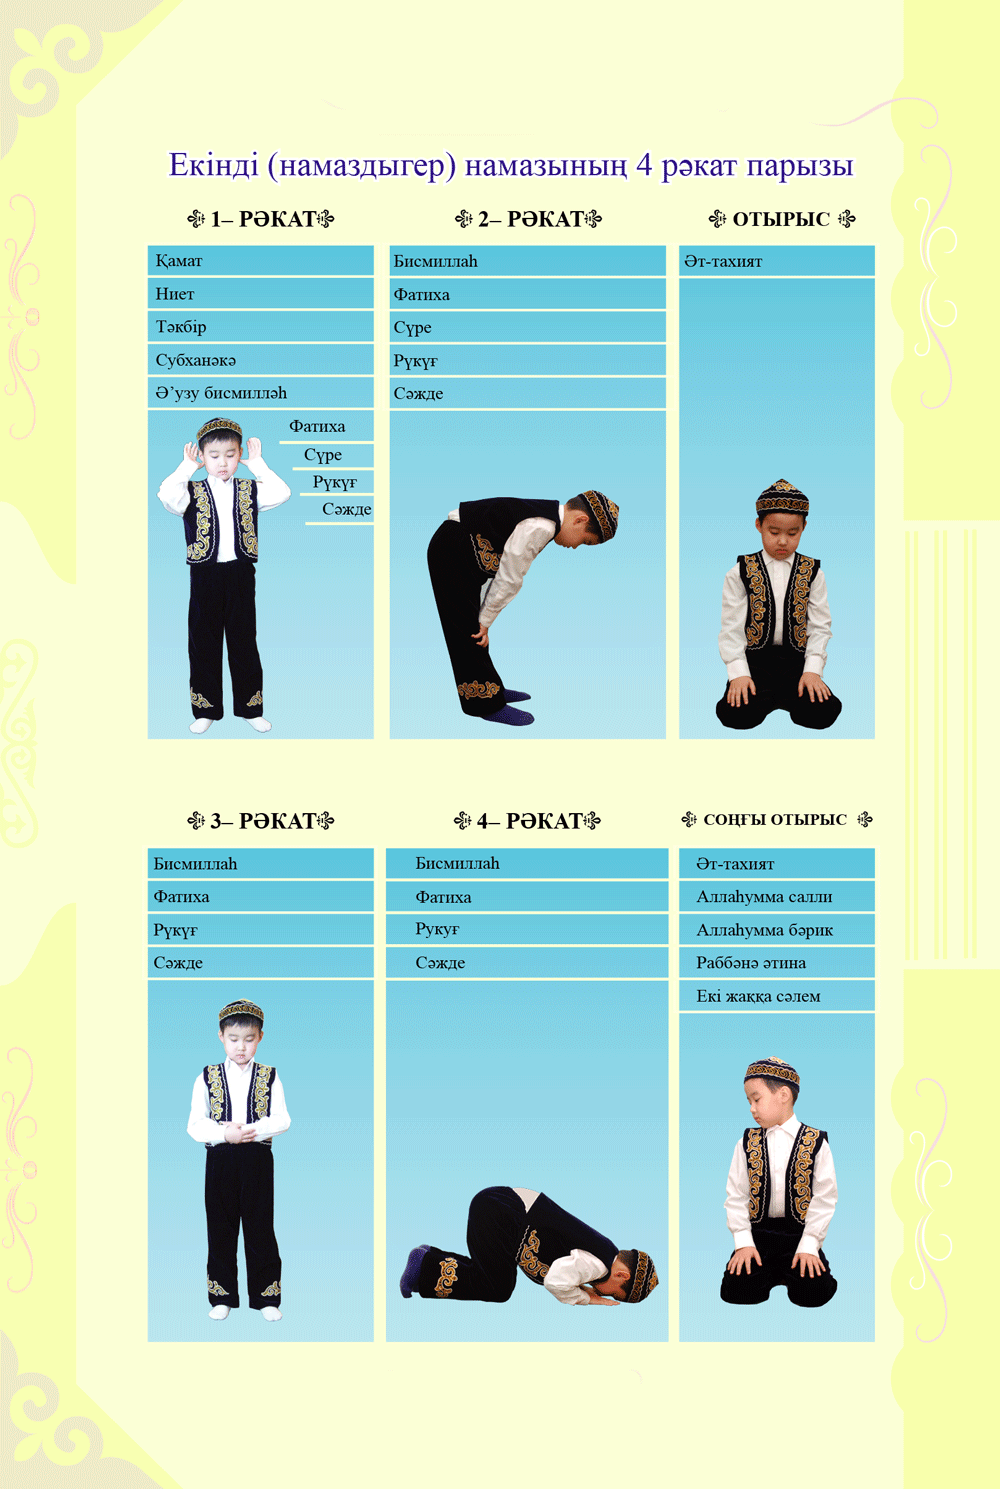 Екінді (намаздыгер) намазының 4 рәкат парызы
1– РӘКАТ
Қамат
Ниет
Тәкбір
Субханәкә
Ә’узу бисмилләһ
Фатиха
Сүре
Рүкүғ
Сәжде
2– РӘКАТ
Бисмиллаһ
Фатиха
Сүре
Рүкүғ
Сәжде
ОТЫРЫС
Әт-тахият
3– РӘКАТ
Бисмиллаһ
Фатиха
Рүкүғ
Сәжде
4– РӘКАТ
Бисмиллаһ
Фатиха
Рукуғ
Сәжде
СОҢҒЫ ОТЫРЫС
Әт-тахият
Аллаһумма салли
Аллаһумма бәрик
Раббәнә әтина
Екі жаққа сәлем